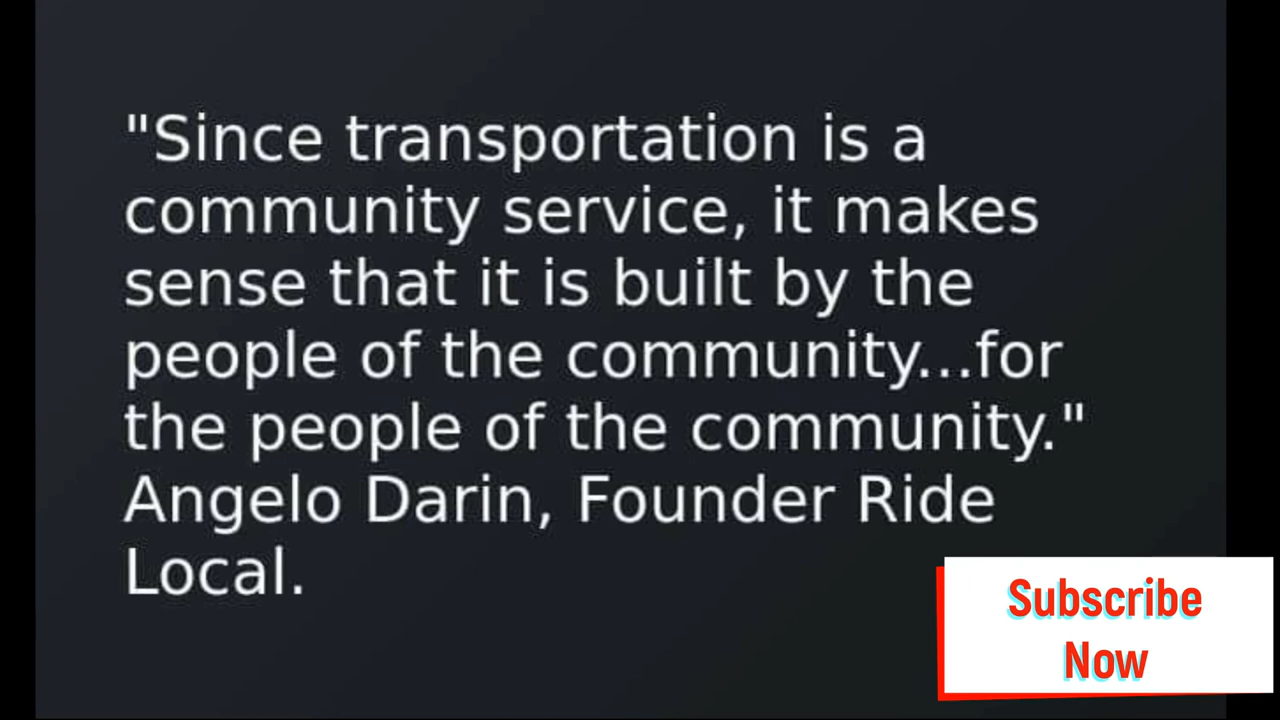 "Since transportation is a
community service, it makes
sense that it is built by the
people of the community...for
the people of the community."
Angelo Darin, Founder Ride
Local.
Subscribe
Now